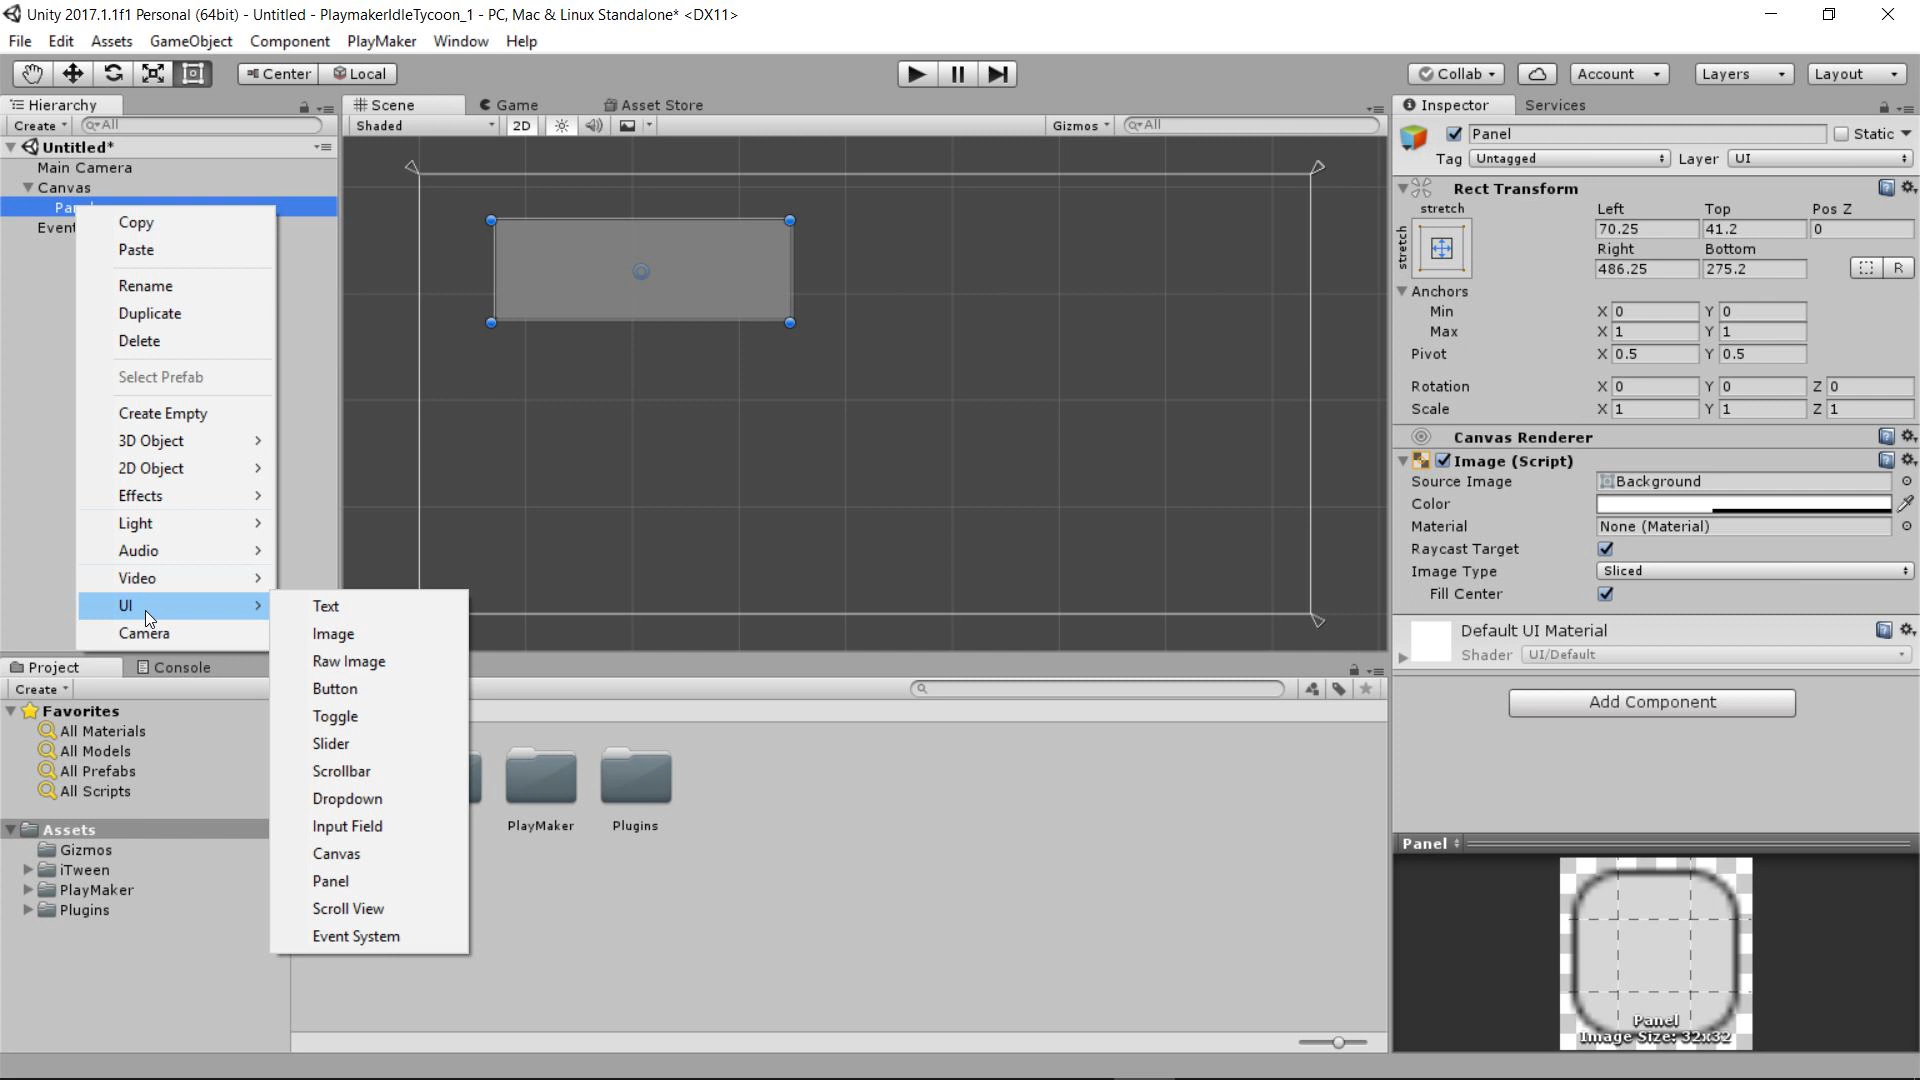 Unity 2017.1.1f1 Personal (64bit) - Untitled - PlaymakerIdleTycoon_1 - PC, Mac & Linux Standalone* <DX11>
File Edit Assets GameObject Component PlayMaker Window Help
Center Local Collab Account Layers Layout
Hierarchy
Create All
Untitled*
Main Camera
Canvas
Event
Copy
Paste
Rename
Duplicate
Delete
Select Prefab
Create Empty
3D Object
2D Object
Effects
Light
Audio
Video
UI
Camera
Text
Image
Raw Image
Button
Toggle
Slider
Scrollbar
Dropdown
Input Field
Canvas
Panel
Scroll View
Event System
Scene Game Asset Store
Shaded 2D Gizmos All
Project Console
Create
Favorites
All Materials
All Models
All Prefabs
All Scripts
Assets
Gizmos
iTween
PlayMaker
Plugins
PlayMaker Plugins
Inspector Services
Panel Static
Tag Untagged Layer UI
Rect Transform
stretch
stretch
Left Top Pos Z
70.25 41.2 0
Right Bottom
486.25 275.2 R
Anchors
Min X 0 Y 0
Max X 1 Y 1
Pivot X 0.5 Y 0.5
Rotation X 0 Y 0 Z 0
Scale X 1 Y 1 Z 1
Canvas Renderer
Image (Script)
Source Image Background
Color
Material None (Material)
Raycast Target
Image Type Sliced
Fill Center
Default UI Material
Shader UI/Default
Add Component
Panel
Panel
Image Size: 32x32